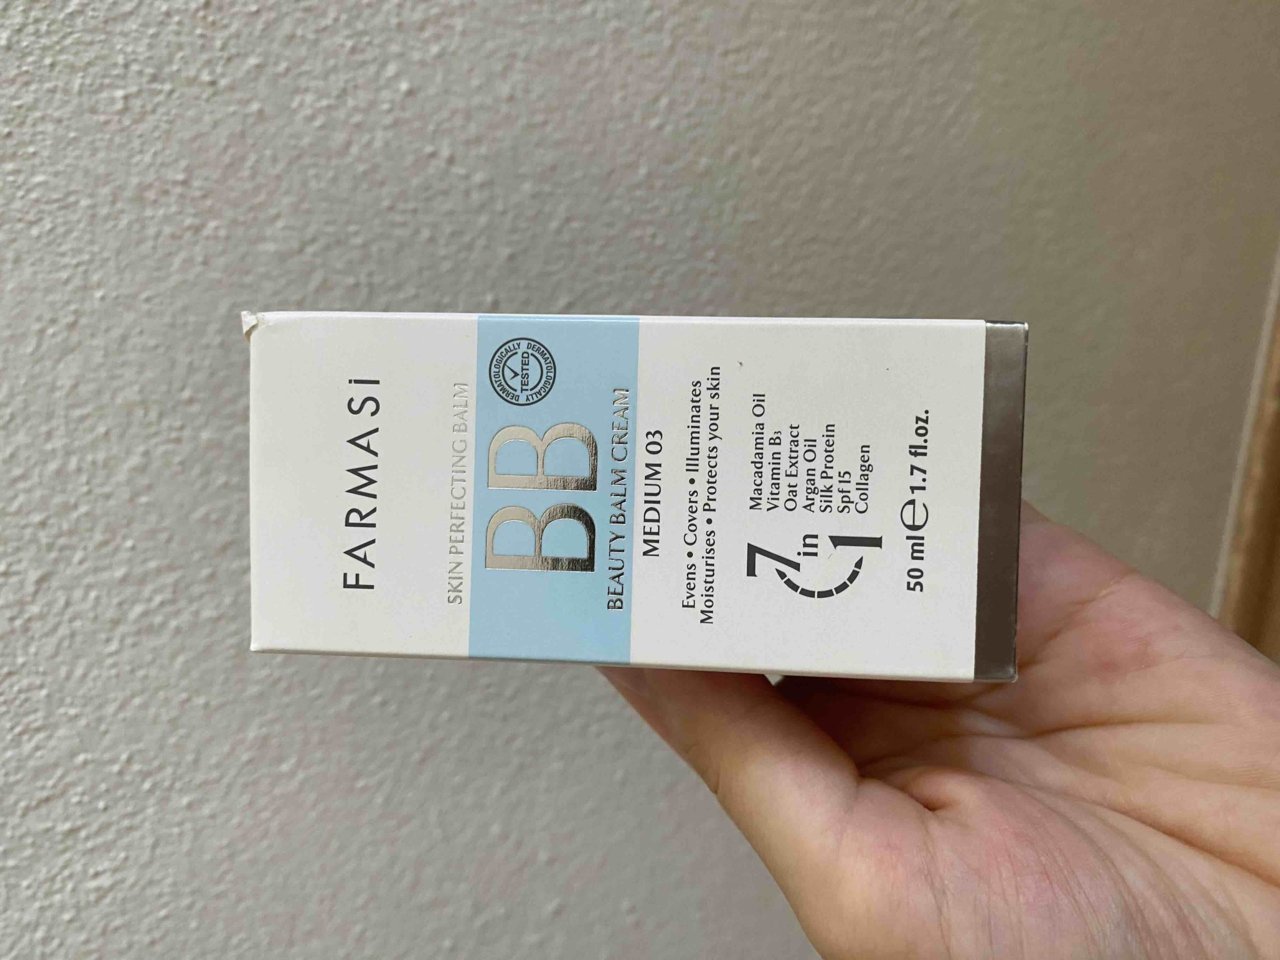 FARMASi
SKIN PERFECTING BALM
BB
DERMATOLOGICALLY
TESTED
DERMATOLOGICALLY
BEAUTY BALM CREAM
MEDIUM 03
Evens • Covers • Illuminates
Moisturises • Protects your skin
7 in 1
Macadamia Oil
Vitamin B3
Oat Extract
Argan Oil
Silk Protein
Spf 15
Collagen
50 ml ℮ 1.7 fl.oz.